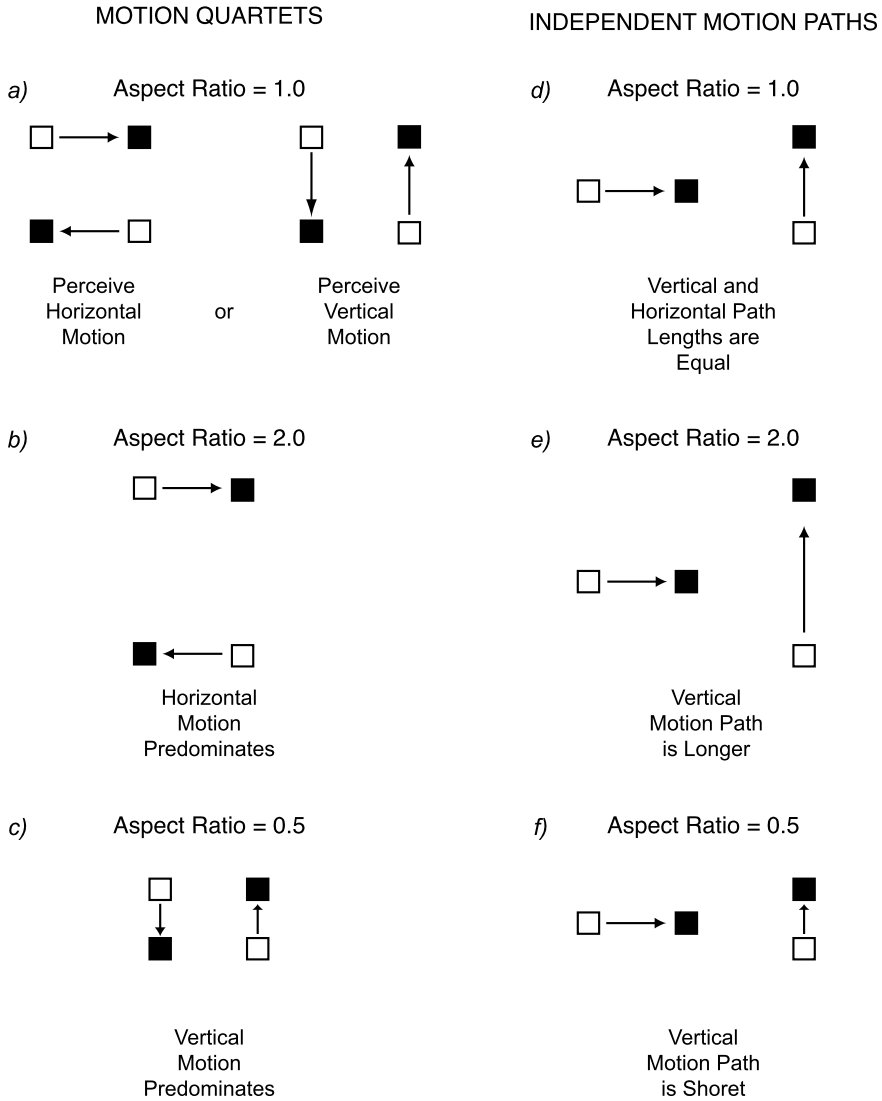 MOTION QUARTETS
INDEPENDENT MOTION PATHS
a)
Aspect Ratio = 1.0
Perceive
Horizontal
Motion
or
Perceive
Vertical
Motion
d)
Aspect Ratio = 1.0
Vertical and
Horizontal Path
Lengths are
Equal
b)
Aspect Ratio = 2.0
Horizontal
Motion
Predominates
e)
Aspect Ratio = 2.0
Vertical
Motion Path
is Longer
c)
Aspect Ratio = 0.5
Vertical
Motion
Predominates
f)
Aspect Ratio = 0.5
Vertical
Motion Path
is Shoret